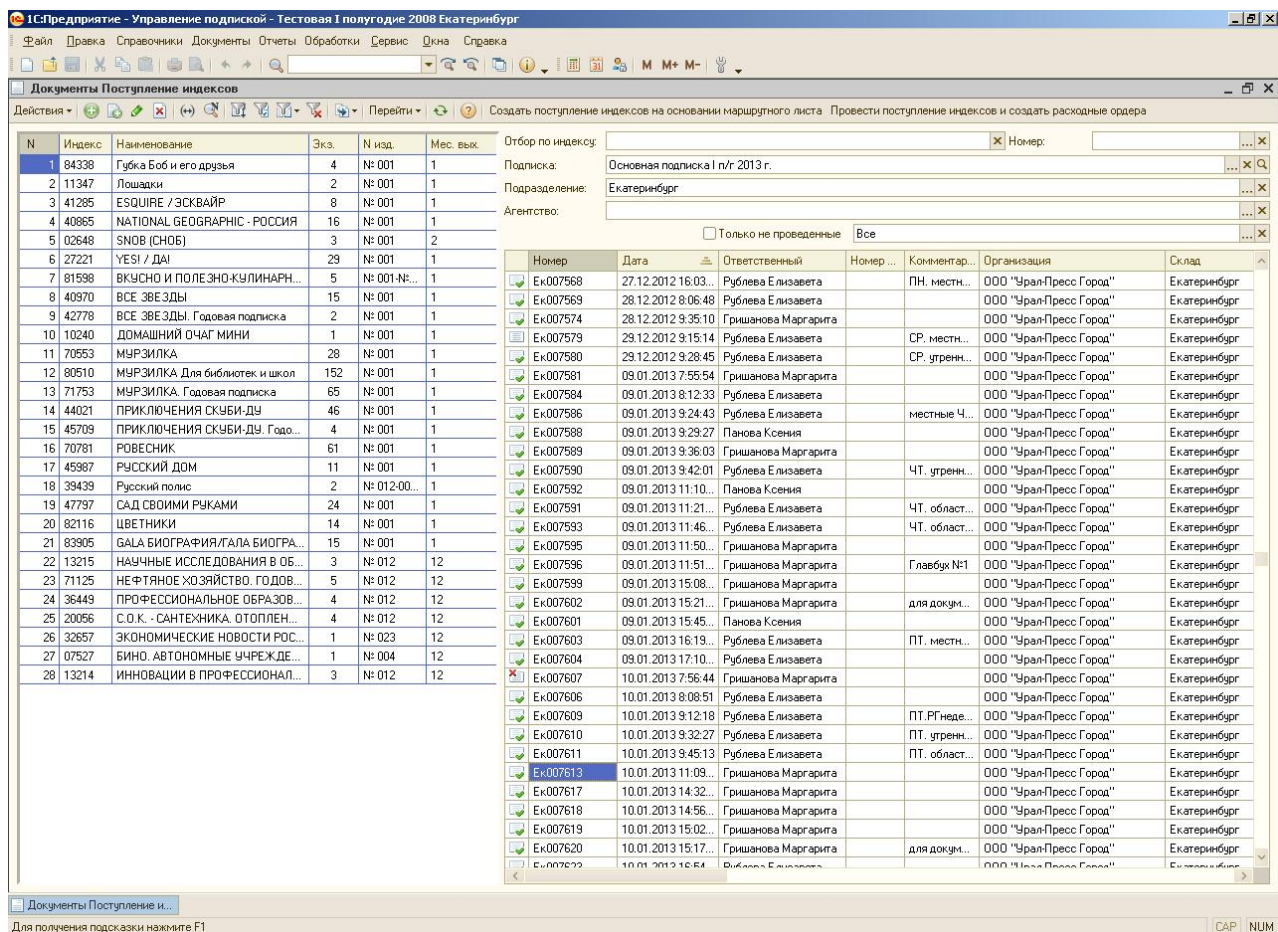 1С:Предприятие - Управление подпиской - Тестовая I полугодие 2008 Екатеринбург
Файл Правка Справочники Документы Отчеты Обработки Сервис Окна Справка
M M+ M-
Документы Поступление индексов
Действия Перейти Создать поступление индексов на основании маршрутного листа Провести поступление индексов и создать расходные ордера
N Индекс Наименование Экз. N изд. Мес. вых.
1 84338 Губка Боб и его друзья 4 № 001 1
2 11347 Лошадки 2 № 001 1
3 41285 ESQUIRE / ЭСКВАЙР 8 № 001 1
4 40865 NATIONAL GEOGRAPHIC - РОССИЯ 16 № 001 1
5 02648 SNOB (СНОБ) 3 № 001 2
6 27221 YES! / ДА! 29 № 001 1
7 81598 ВКУСНО И ПОЛЕЗНО-КУЛИНАРН... 5 № 001-№... 1
8 40970 ВСЕ ЗВЕЗДЫ 15 № 001 1
9 42778 ВСЕ ЗВЕЗДЫ. Годовая подписка 2 № 001 1
10 10240 ДОМАШНИЙ ОЧАГ МИНИ 1 № 001 1
11 70553 МУРЗИЛКА 28 № 001 1
12 80510 МУРЗИЛКА Для библиотек и школ 152 № 001 1
13 71753 МУРЗИЛКА. Годовая подписка 65 № 001 1
14 44021 ПРИКЛЮЧЕНИЯ СКУБИ-ДУ 46 № 001 1
15 45709 ПРИКЛЮЧЕНИЯ СКУБИ-ДУ. Годо... 4 № 001 1
16 70781 РОВЕСНИК 61 № 001 1
17 45987 РУССКИЙ ДОМ 11 № 001 1
18 39439 Русский полис 2 № 012-00... 1
19 47797 САД СВОИМИ РУКАМИ 24 № 001 1
20 82116 ЦВЕТНИКИ 14 № 001 1
21 83905 GALA БИОГРАФИЯ/ГАЛА БИОГРА... 15 № 001 1
22 13215 НАУЧНЫЕ ИССЛЕДОВАНИЯ В ОБ... 3 № 012 12
23 71125 НЕФТЯНОЕ ХОЗЯЙСТВО. ГОДОВ... 5 № 012 12
24 36449 ПРОФЕССИОНАЛЬНОЕ ОБРАЗОВ... 4 № 012 12
25 20056 С.О.К. - САНТЕХНИКА. ОТОПЛЕН... 4 № 012 12
26 32657 ЭКОНОМИЧЕСКИЕ НОВОСТИ РОС... 1 № 023 12
27 07527 БИНО. АВТОНОМНЫЕ УЧРЕЖДЕ... 1 № 004 12
28 13214 ИННОВАЦИИ В ПРОФЕССИОНАЛ... 3 № 012 12
Отбор по индексу: Номер:
Подписка: Основная подписка I п/г 2013 г.
Подразделение: Екатеринбург
Агентство:
Только не проведенные Все
Номер Дата Ответственный Номер ... Комментар... Организация Склад
Ек007568 27.12.2012 16:03... Рублева Елизавета ПН. местн... ООО "Урал-Пресс Город" Екатеринбург
Ек007569 28.12.2012 8:06:48 Рублева Елизавета ООО "Урал-Пресс Город" Екатеринбург
Ек007574 28.12.2012 9:35:10 Гришанова Маргарита ООО "Урал-Пресс Город" Екатеринбург
Ек007579 29.12.2012 9:15:14 Рублева Елизавета СР. местн... ООО "Урал-Пресс Город" Екатеринбург
Ек007580 29.12.2012 9:28:45 Рублева Елизавета СР. утренн... ООО "Урал-Пресс Город" Екатеринбург
Ек007581 09.01.2013 7:55:54 Гришанова Маргарита ООО "Урал-Пресс Город" Екатеринбург
Ек007584 09.01.2013 8:12:33 Рублева Елизавета ООО "Урал-Пресс Город" Екатеринбург
Ек007586 09.01.2013 9:24:43 Рублева Елизавета местные Ч... ООО "Урал-Пресс Город" Екатеринбург
Ек007588 09.01.2013 9:29:27 Панова Ксения ООО "Урал-Пресс Город" Екатеринбург
Ек007589 09.01.2013 9:36:03 Гришанова Маргарита ООО "Урал-Пресс Город" Екатеринбург
Ек007590 09.01.2013 9:42:01 Рублева Елизавета ЧТ. утренн... ООО "Урал-Пресс Город" Екатеринбург
Ек007592 09.01.2013 11:10... Панова Ксения ООО "Урал-Пресс Город" Екатеринбург
Ек007591 09.01.2013 11:21... Рублева Елизавета ЧТ. област... ООО "Урал-Пресс Город" Екатеринбург
Ек007593 09.01.2013 11:46... Рублева Елизавета ЧТ. област... ООО "Урал-Пресс Город" Екатеринбург
Ек007595 09.01.2013 11:50... Гришанова Маргарита ООО "Урал-Пресс Город" Екатеринбург
Ек007596 09.01.2013 11:51... Гришанова Маргарита Главбух №1 ООО "Урал-Пресс Город" Екатеринбург
Ек007599 09.01.2013 15:08... Гришанова Маргарита ООО "Урал-Пресс Город" Екатеринбург
Ек007602 09.01.2013 15:21... Гришанова Маргарита для докум... ООО "Урал-Пресс Город" Екатеринбург
Ек007601 09.01.2013 15:45... Панова Ксения ООО "Урал-Пресс Город" Екатеринбург
Ек007603 09.01.2013 16:19... Рублева Елизавета ПТ. местн... ООО "Урал-Пресс Город" Екатеринбург
Ек007604 09.01.2013 17:10... Рублева Елизавета ООО "Урал-Пресс Город" Екатеринбург
Ек007607 10.01.2013 7:56:44 Гришанова Маргарита ООО "Урал-Пресс Город" Екатеринбург
Ек007606 10.01.2013 8:08:51 Рублева Елизавета ООО "Урал-Пресс Город" Екатеринбург
Ек007609 10.01.2013 9:12:18 Рублева Елизавета ПТ.РГнеде... ООО "Урал-Пресс Город" Екатеринбург
Ек007610 10.01.2013 9:32:27 Рублева Елизавета ПТ. утренн... ООО "Урал-Пресс Город" Екатеринбург
Ек007611 10.01.2013 9:45:13 Рублева Елизавета ПТ. област... ООО "Урал-Пресс Город" Екатеринбург
Ек007613 10.01.2013 11:09... Гришанова Маргарита ООО "Урал-Пресс Город" Екатеринбург
Ек007617 10.01.2013 14:32... Гришанова Маргарита ООО "Урал-Пресс Город" Екатеринбург
Ек007618 10.01.2013 14:56... Гришанова Маргарита ООО "Урал-Пресс Город" Екатеринбург
Ек007619 10.01.2013 15:02... Гришанова Маргарита ООО "Урал-Пресс Город" Екатеринбург
Ек007620 10.01.2013 15:17... Гришанова Маргарита для докум... ООО "Урал-Пресс Город" Екатеринбург
Документы Поступление и...
Для получения подсказки нажмите F1
CAP NUM